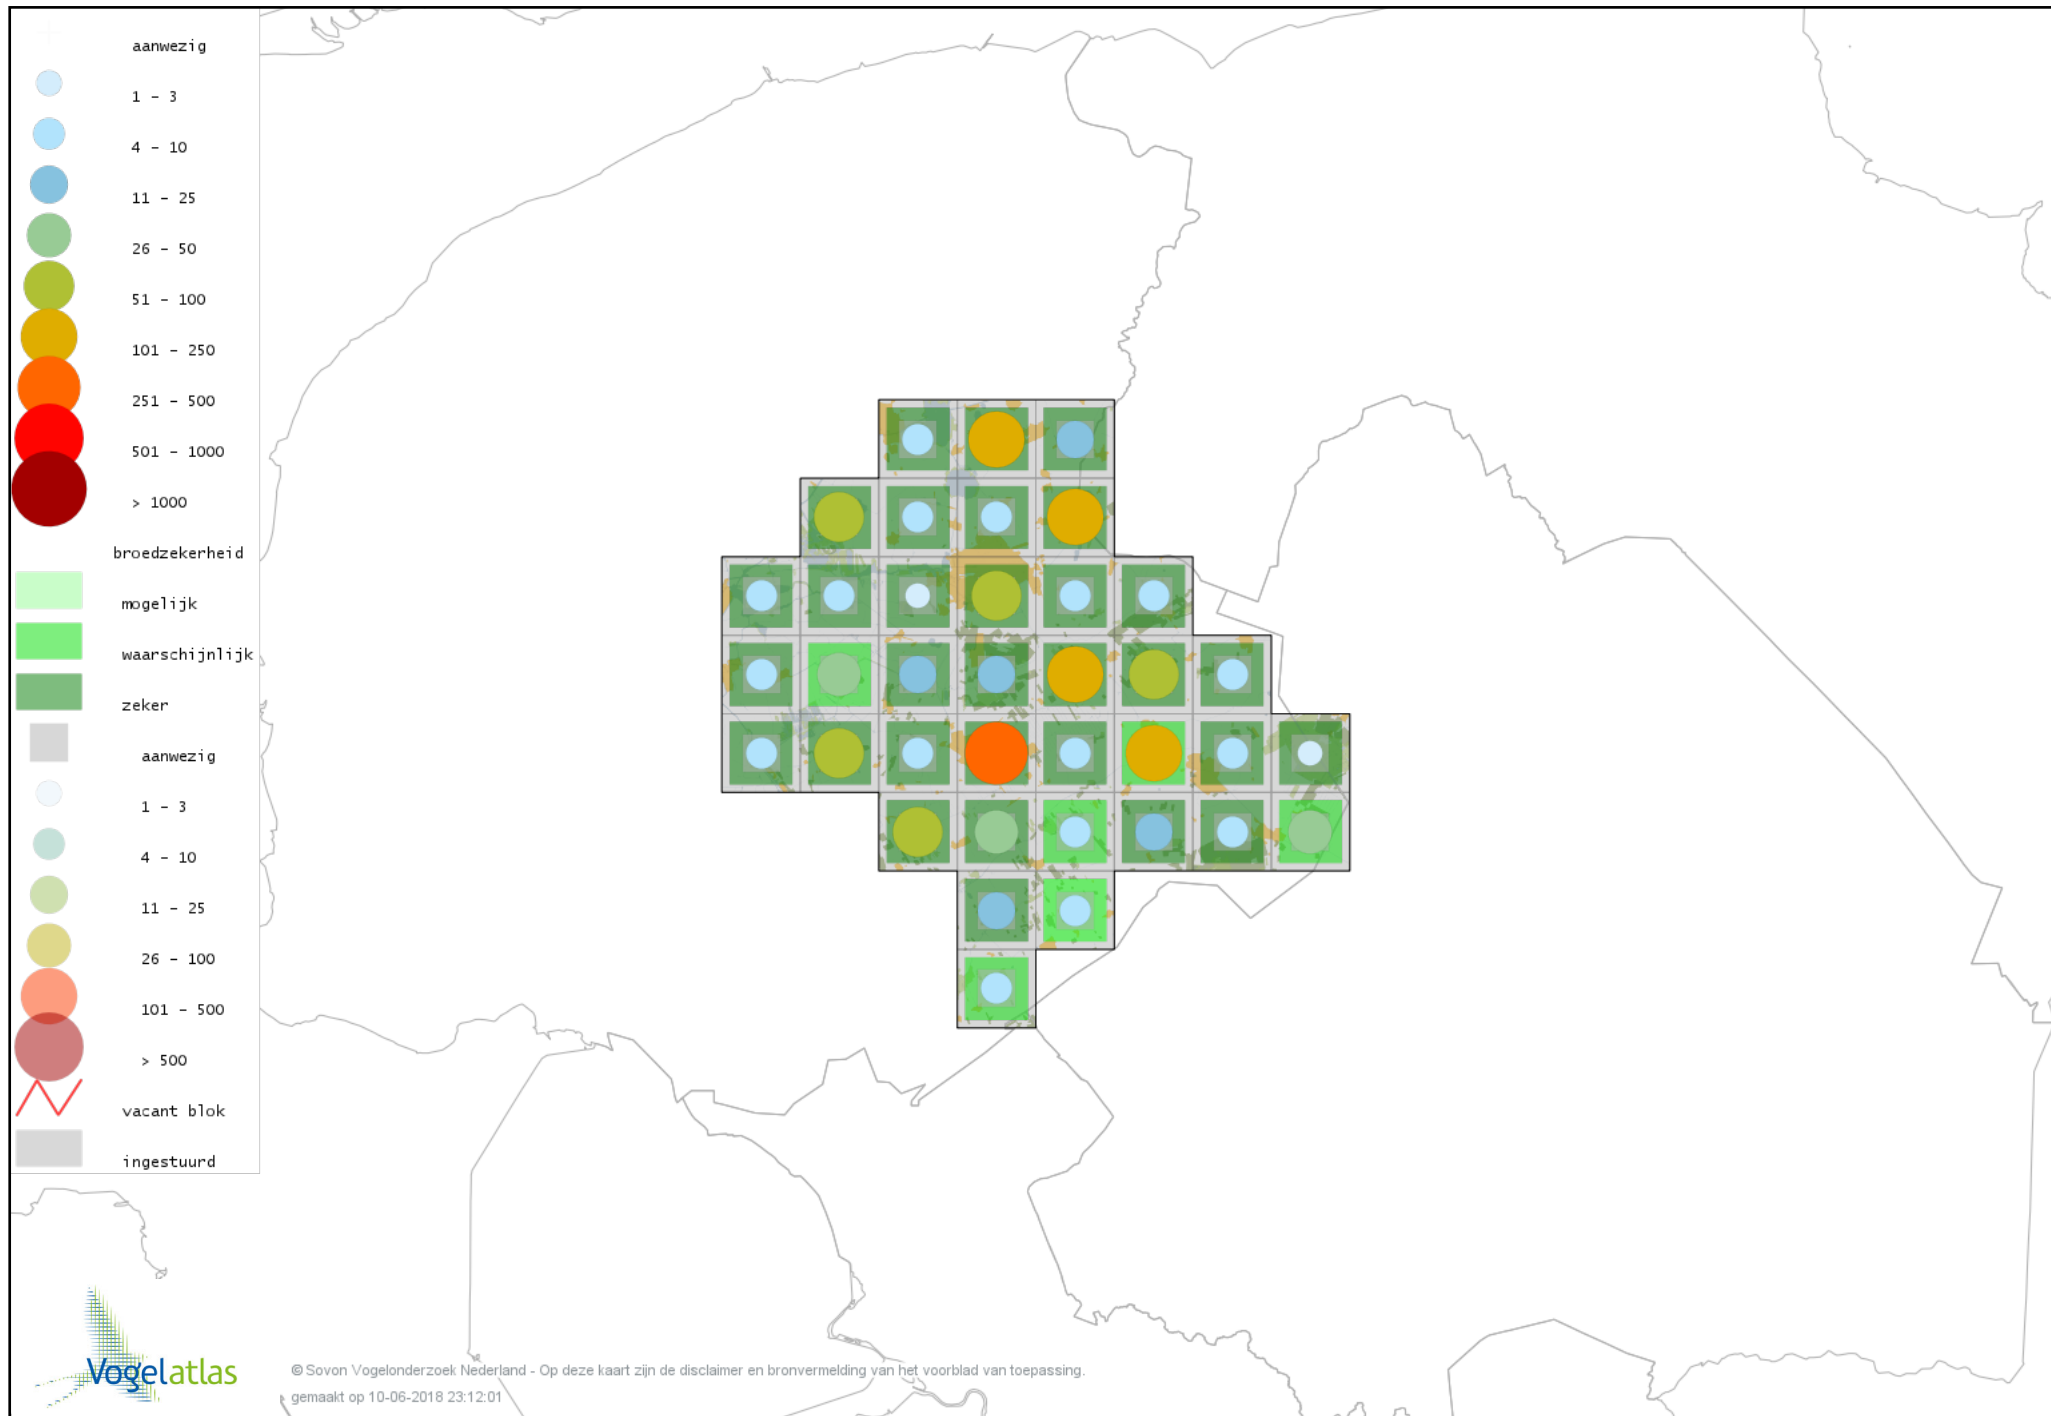 aanwezig
1 - 3
4 - 10
11 - 25
26 - 50
51 - 100
101 - 250
251 - 500
501 - 1000
> 1000
broedzekerheid
mogelijk
waarschijnlijk
zeker
aanwezig
1 - 3
4 - 10
11 - 25
26 - 100
101 - 500
> 500
vacant blok
ingestuurd
Vogelatlas
© Sovon Vogelonderzoek Nederland - Op deze kaart zijn de disclaimer en bronvermelding van het voorblad van toepassing.
gemaakt op 10-06-2018 23:12:01